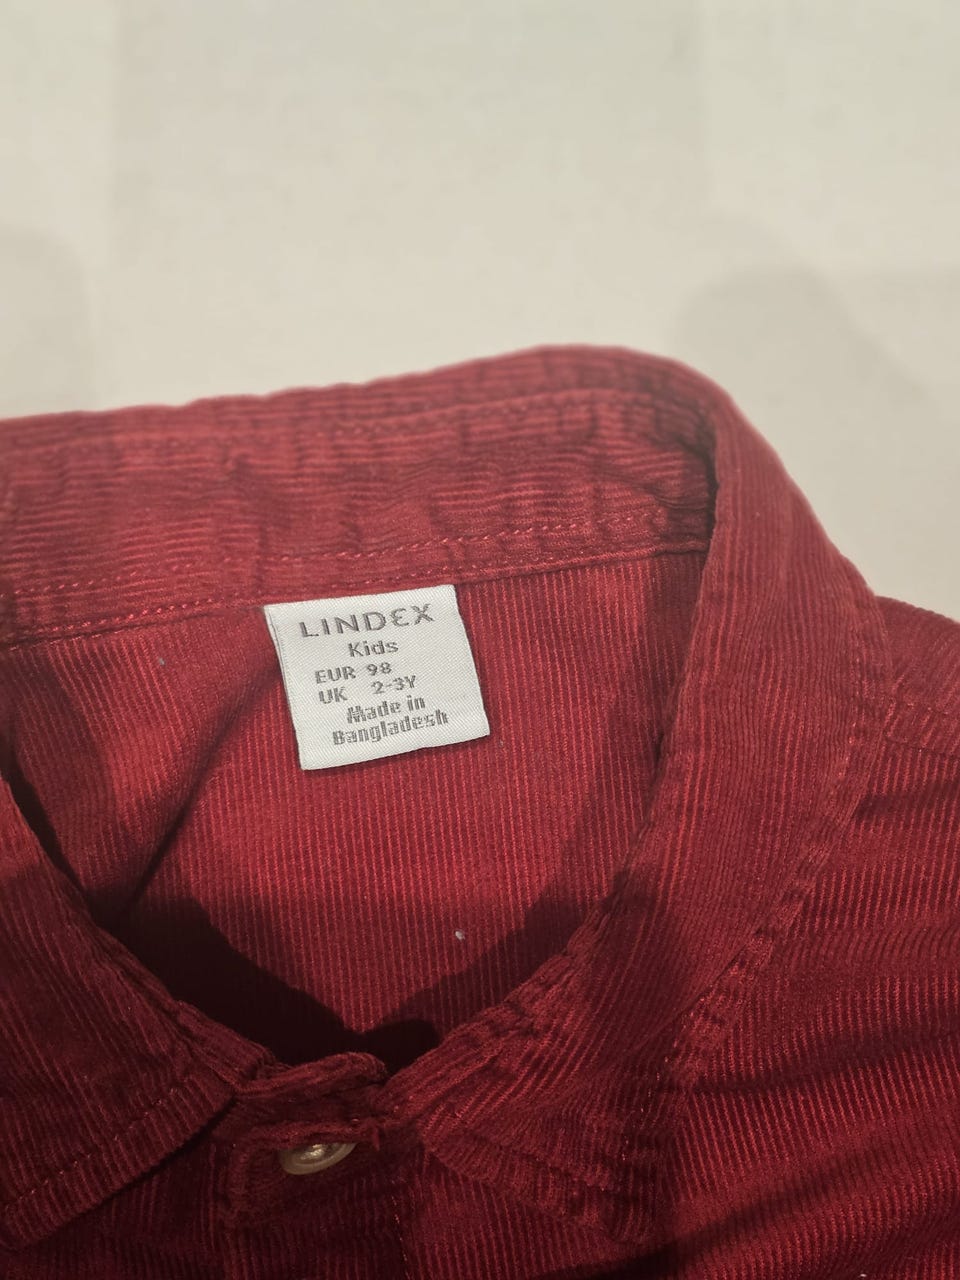 LINDEX
Kids
EUR 98
UK 2-3Y
Made in
Bangladesh